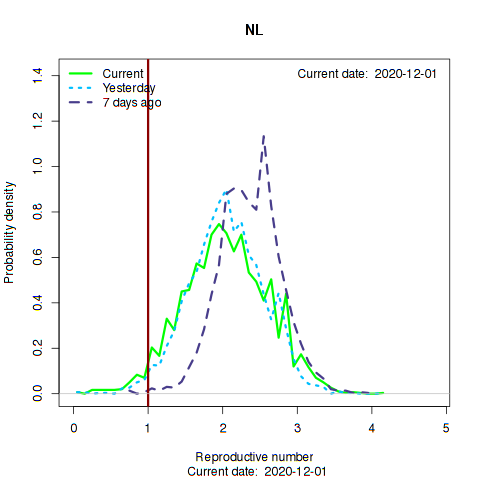 NL
Current
Yesterday
7 days ago
Current date: 2020-12-01
Probability density
1.4
1.2
1.0
0.8
0.6
0.4
0.2
0.0
0 1 2 3 4 5
Reproductive number
Current date: 2020-12-01